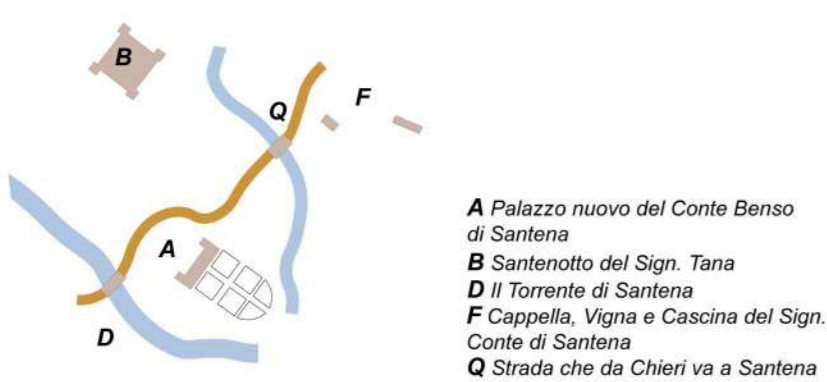 B
Q
F
A
D
A Palazzo nuovo del Conte Benso
di Santena
B Santenotto del Sign. Tana
D Il Torrente di Santena
F Cappella, Vigna e Cascina del Sign.
Conte di Santena
Q Strada che da Chieri va a Santena